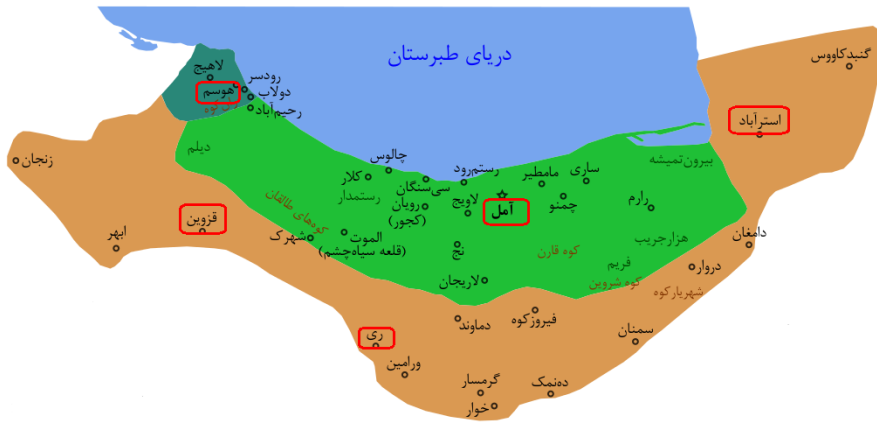 دریای طبرستان
گنبدکاووس
لاهیج
رودسر
هوسم
دولاب
رحیم‌آباد
استرآباد
دیلم
چالوس
رستم‌رود
مامطیر
ساری
بیرون‌تمیشه
زنجان
کلار
سی‌سنگان
رستمدار
رویان
(کجور)
لاویج
آمل
چمنو
رارم
کوه‌های طالقان
قزوین
ابهر
شهرک
الموت
(قلعه سیاه‌چشم)
نج
کوه قارن
هزارجریب
دامغان
فریم
دروار
لاریجان
کوه شروین
شهریارکوه
دماوند
فیروزکوه
ری
سمنان
ورامین
گرمسار
ده‌نمک
خوار